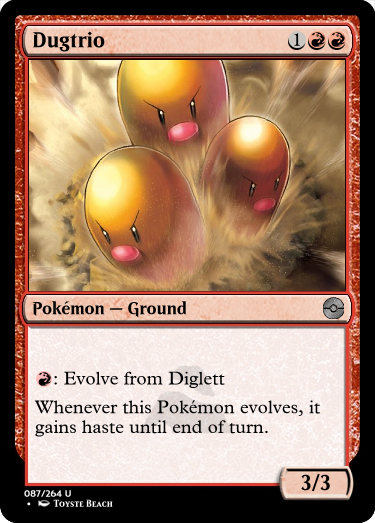 Dugtrio 1
Pokémon — Ground
: Evolve from Diglett
Whenever this Pokémon evolves, it
gains haste until end of turn.
3/3
087/264 U
• Toyste Beach